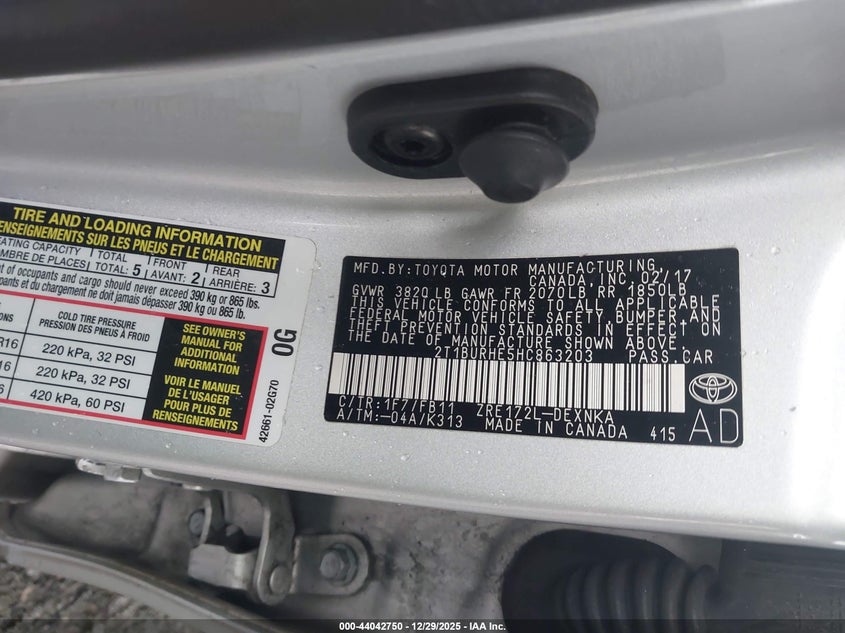 TIRE AND LOADING INFORMATION
RENSEIGNEMENTS SUR LES PNEUS ET LE CHARGEMENT
SEATING CAPACITY TOTAL FRONT REAR
NOMBRE DE PLACES: TOTAL: 5 AVANT: 2 ARRIÈRE: 3
of occupants and cargo should never exceed 390 kg or 865 lbs.
et du chargement ne doit jamais dépasser 390 kg ou 865 lb.
COLD TIRE PRESSURE
PRESSION DES PNEUS À FROID
R16 220 kPa, 32 PSI
16 220 kPa, 32 PSI
6 420 kPa, 60 PSI
SEE OWNER'S
MANUAL FOR
ADDITIONAL
INFORMATION
VOIR LE MANUEL
DE L'USAGER
POUR PLUS DE
RENSEIGNEMENTS
0G
42661-02G70
MFD.BY:TOYOTA MOTOR MANUFACTURING
CANADA, INC. 02/17
GVWR 3820 LB GAWR FR 2070LB RR 1850LB
THIS VEHICLE CONFORMS TO ALL APPLICABLE
FEDERAL MOTOR VEHICLE SAFETY, BUMPER, AND
THEFT PREVENTION STANDARDS IN EFFECT ON
THE DATE OF MANUFACTURE SHOWN ABOVE.
2T1BURHE5HC863203 PASS.CAR
C/TR:1F7/FB11 ZRE172L-DEXNKA
A/TM:-04A/K313 MADE IN CANADA 415
AD
000-44042750 | 12/29/2025 - IAA Inc.